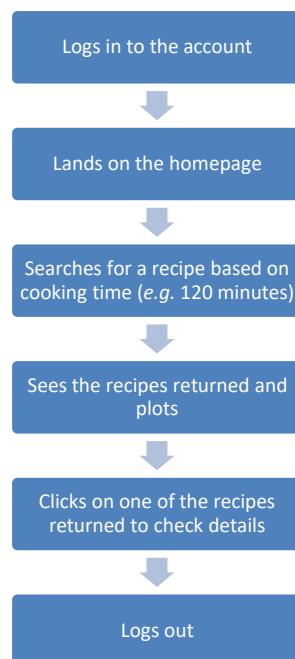 Logs in to the account
Lands on the homepage
Searches for a recipe based on
cooking time (e.g. 120 minutes)
Sees the recipes returned and
plots
Clicks on one of the recipes
returned to check details
Logs out